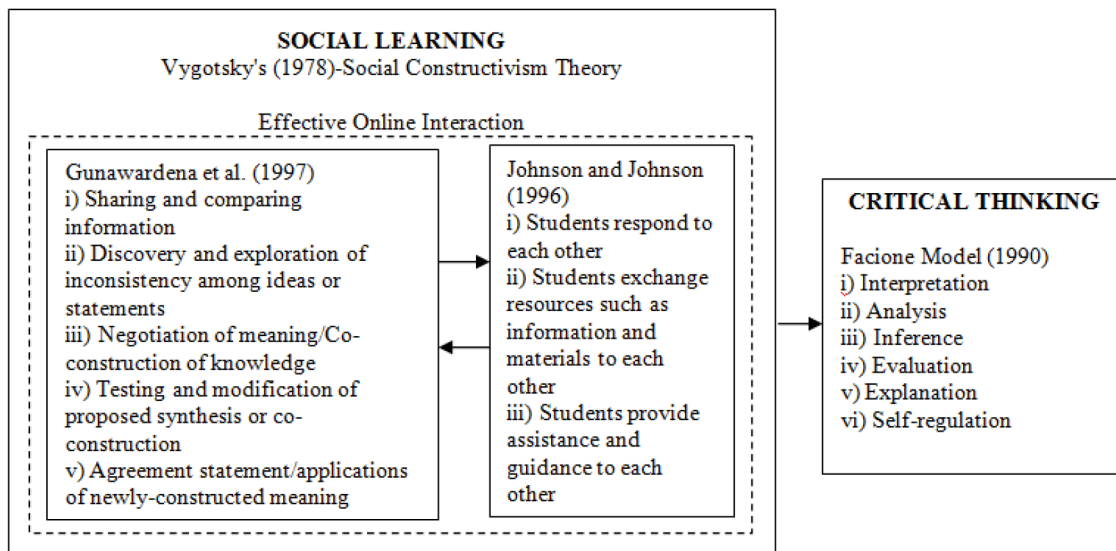 SOCIAL LEARNING
Vygotsky's (1978)-Social Constructivism Theory
Effective Online Interaction
Gunawardena et al. (1997)
i) Sharing and comparing
information
ii) Discovery and exploration of
inconsistency among ideas or
statements
iii) Negotiation of meaning/Co-
construction of knowledge
iv) Testing and modification of
proposed synthesis or co-
construction
v) Agreement statement/applications
of newly-constructed meaning
Johnson and Johnson
(1996)
i) Students respond to
each other
ii) Students exchange
resources such as
information and
materials to each
other
iii) Students provide
assistance and
guidance to each
other
CRITICAL THINKING
Facione Model (1990)
i) Interpretation
ii) Analysis
iii) Inference
iv) Evaluation
v) Explanation
vi) Self-regulation